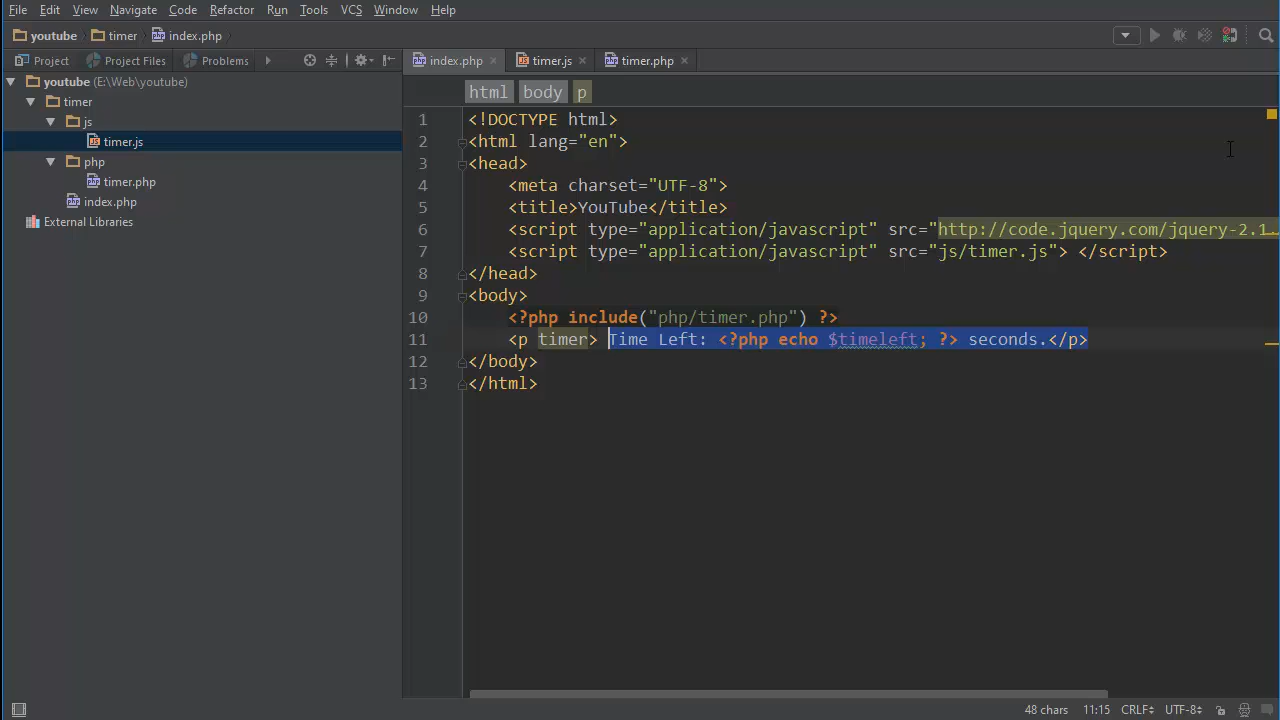 File Edit View Navigate Code Refactor Run Tools VCS Window Help
youtube timer index.php
Project Project Files Problems
index.php timer.js timer.php
youtube (E:\Web\youtube)
timer
js
timer.js
php
timer.php
index.php
External Libraries
html body p
1 <!DOCTYPE html>
2 <html lang="en">
3 <head>
4 <meta charset="UTF-8">
5 <title>YouTube</title>
6 <script type="application/javascript" src="http://code.jquery.com/jquery-2.1.
7 <script type="application/javascript" src="js/timer.js"> </script>
8 </head>
9 <body>
10 <?php include("php/timer.php") ?>
11 <p timer> Time Left: <?php echo $timeleft; ?> seconds.</p>
12 </body>
13 </html>
48 chars 11:15 CRLF UTF-8